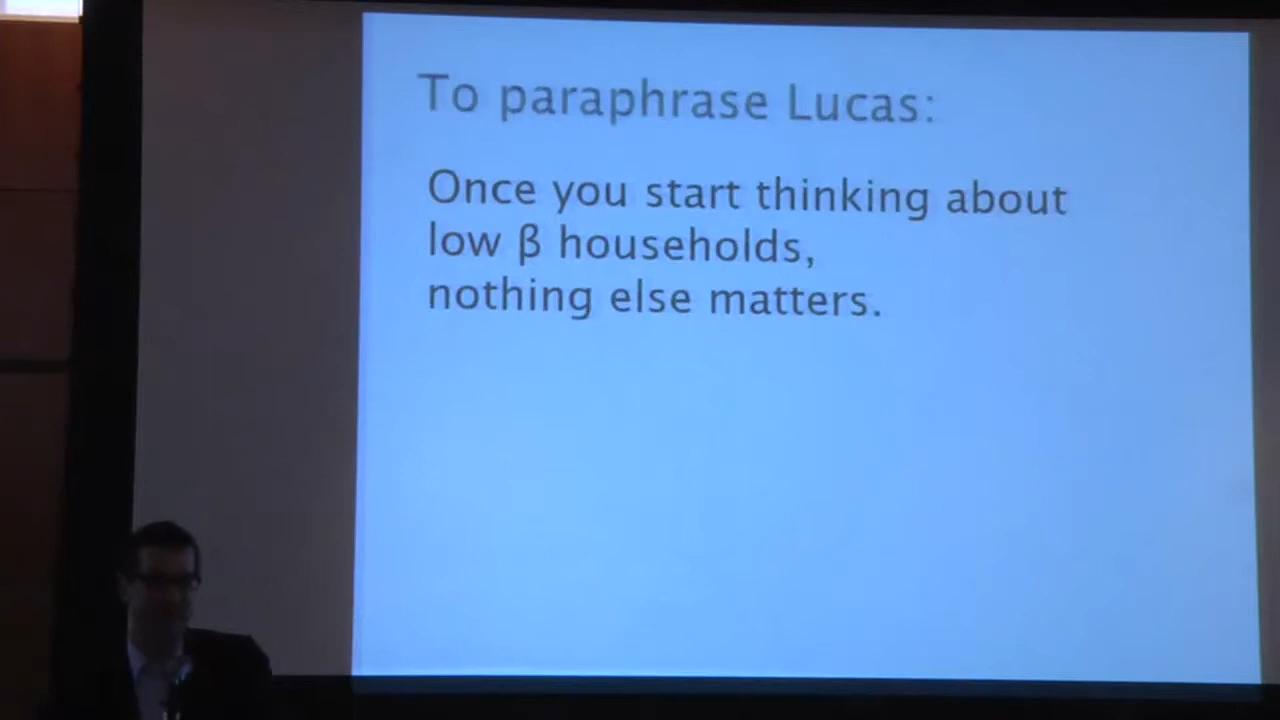 To paraphrase Lucas:
Once you start thinking about
low β households,
nothing else matters.